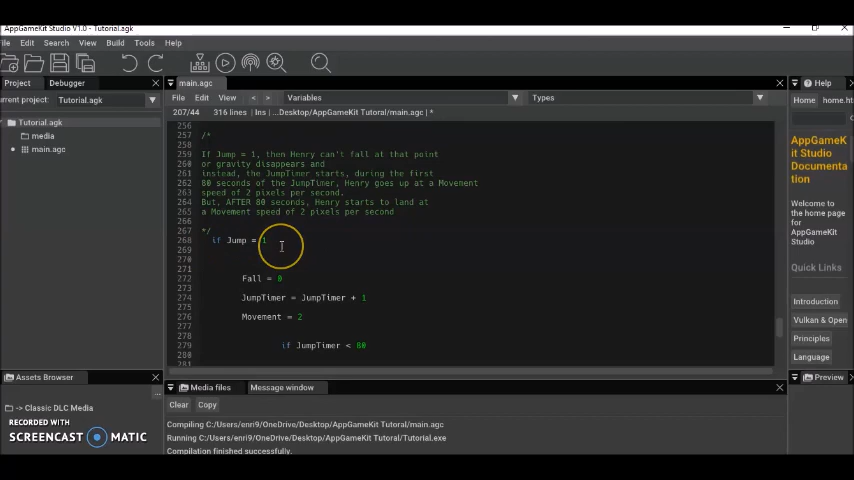 AppGameKit Studio V1.0 - Tutorial.agk
File Edit Search View Build Tools Help
Project Debugger
main.agc
Help
current project: Tutorial.agk
File Edit View < > Variables Types
Home home.ht
207/44 316 lines | Ins | ...Desktop/AppGameKit Tutoral/main.agc | *
Tutorial.agk
media
main.agc
256
257 /*
258
259 If Jump = 1, then Henry can't fall at that point
260 or gravity disappears and
261 instead, the JumpTimer starts, during the first
262 80 seconds of the JumpTimer, Henry goes up at a Movement
263 speed of 2 pixels per second.
264 But, AFTER 80 seconds, Henry starts to land at
265 a Movement speed of 2 pixels per second
266
267 */
268 if Jump = 1
269
270
271
272 Fall = 0
273
274 JumpTimer = JumpTimer + 1
275
276 Movement = 2
277
278
279 if JumpTimer < 80
280
281
AppGameK
it Studio
Documenta
tion
Welcome to
the home page
for
AppGameKit
Studio
Quick Links
Introduction
Vulkan & Open
Principles
Language
Preview
Assets Browser
...
-> Classic DLC Media
RECORDED WITH
SCREENCAST MATIC
Media files Message window
Clear Copy
Compiling C:/Users/enri9/OneDrive/Desktop/AppGameKit Tutoral/main.agc
Running C:/Users/enri9/OneDrive/Desktop/AppGameKit Tutoral/Tutorial.exe
Compilation finished successfully.